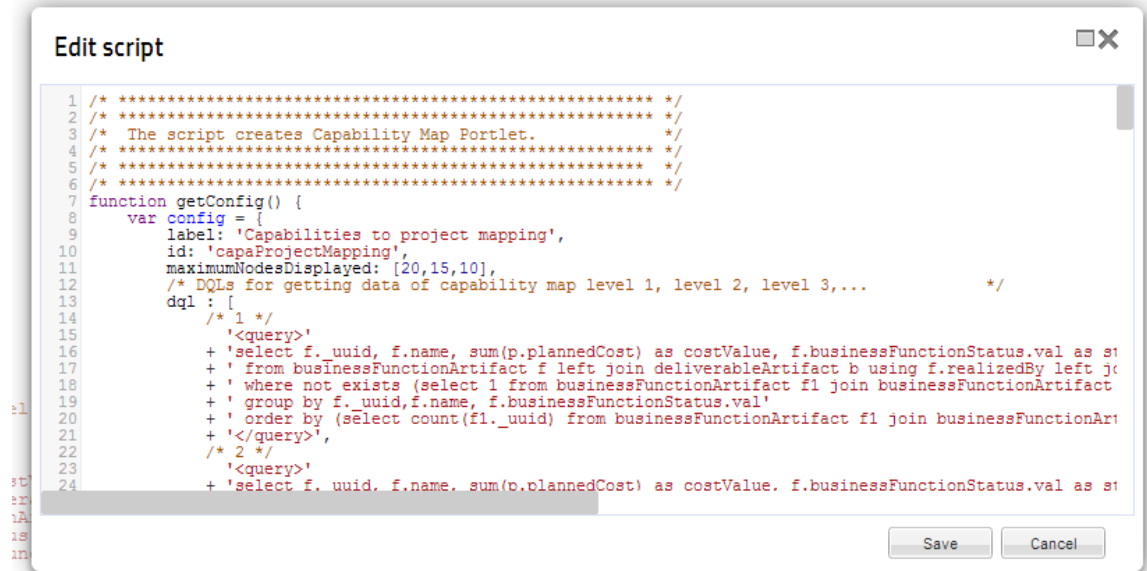 Edit script
1 /* ******************************************************* */
2 /* ******************************************************* */
3 /*  The script creates Capability Map Portlet.             */
4 /* ******************************************************* */
5 /* ******************************************************  */
6 /* ******************************************************* */
7 function getConfig() {
8     var config = {
9         label: 'Capabilities to project mapping',
10         id: 'capaProjectMapping',
11         maximumNodesDisplayed: [20,15,10],
12         /* DQLs for getting data of capability map level 1, level 2, level 3,...            */
13         dql : [
14             /* 1 */
15               '<query>'
16             + 'select f._uuid, f.name, sum(p.plannedCost) as costValue, f.businessFunctionStatus.val as st
17             + ' from businessFunctionArtifact f left join deliverableArtifact b using f.realizedBy left jo
18             + ' where not exists (select 1 from businessFunctionArtifact f1 join businessFunctionArtifact
19             + ' group by f._uuid,f.name, f.businessFunctionStatus.val'
20             + ' order by (select count(f1._uuid) from businessFunctionArtifact f1 join businessFunctionArt
21             + '</query>',
22             /* 2 */
23               '<query>'
24             + 'select f._uuid, f.name, sum(p.plannedCost) as costValue, f.businessFunctionStatus.val as st
Save Cancel